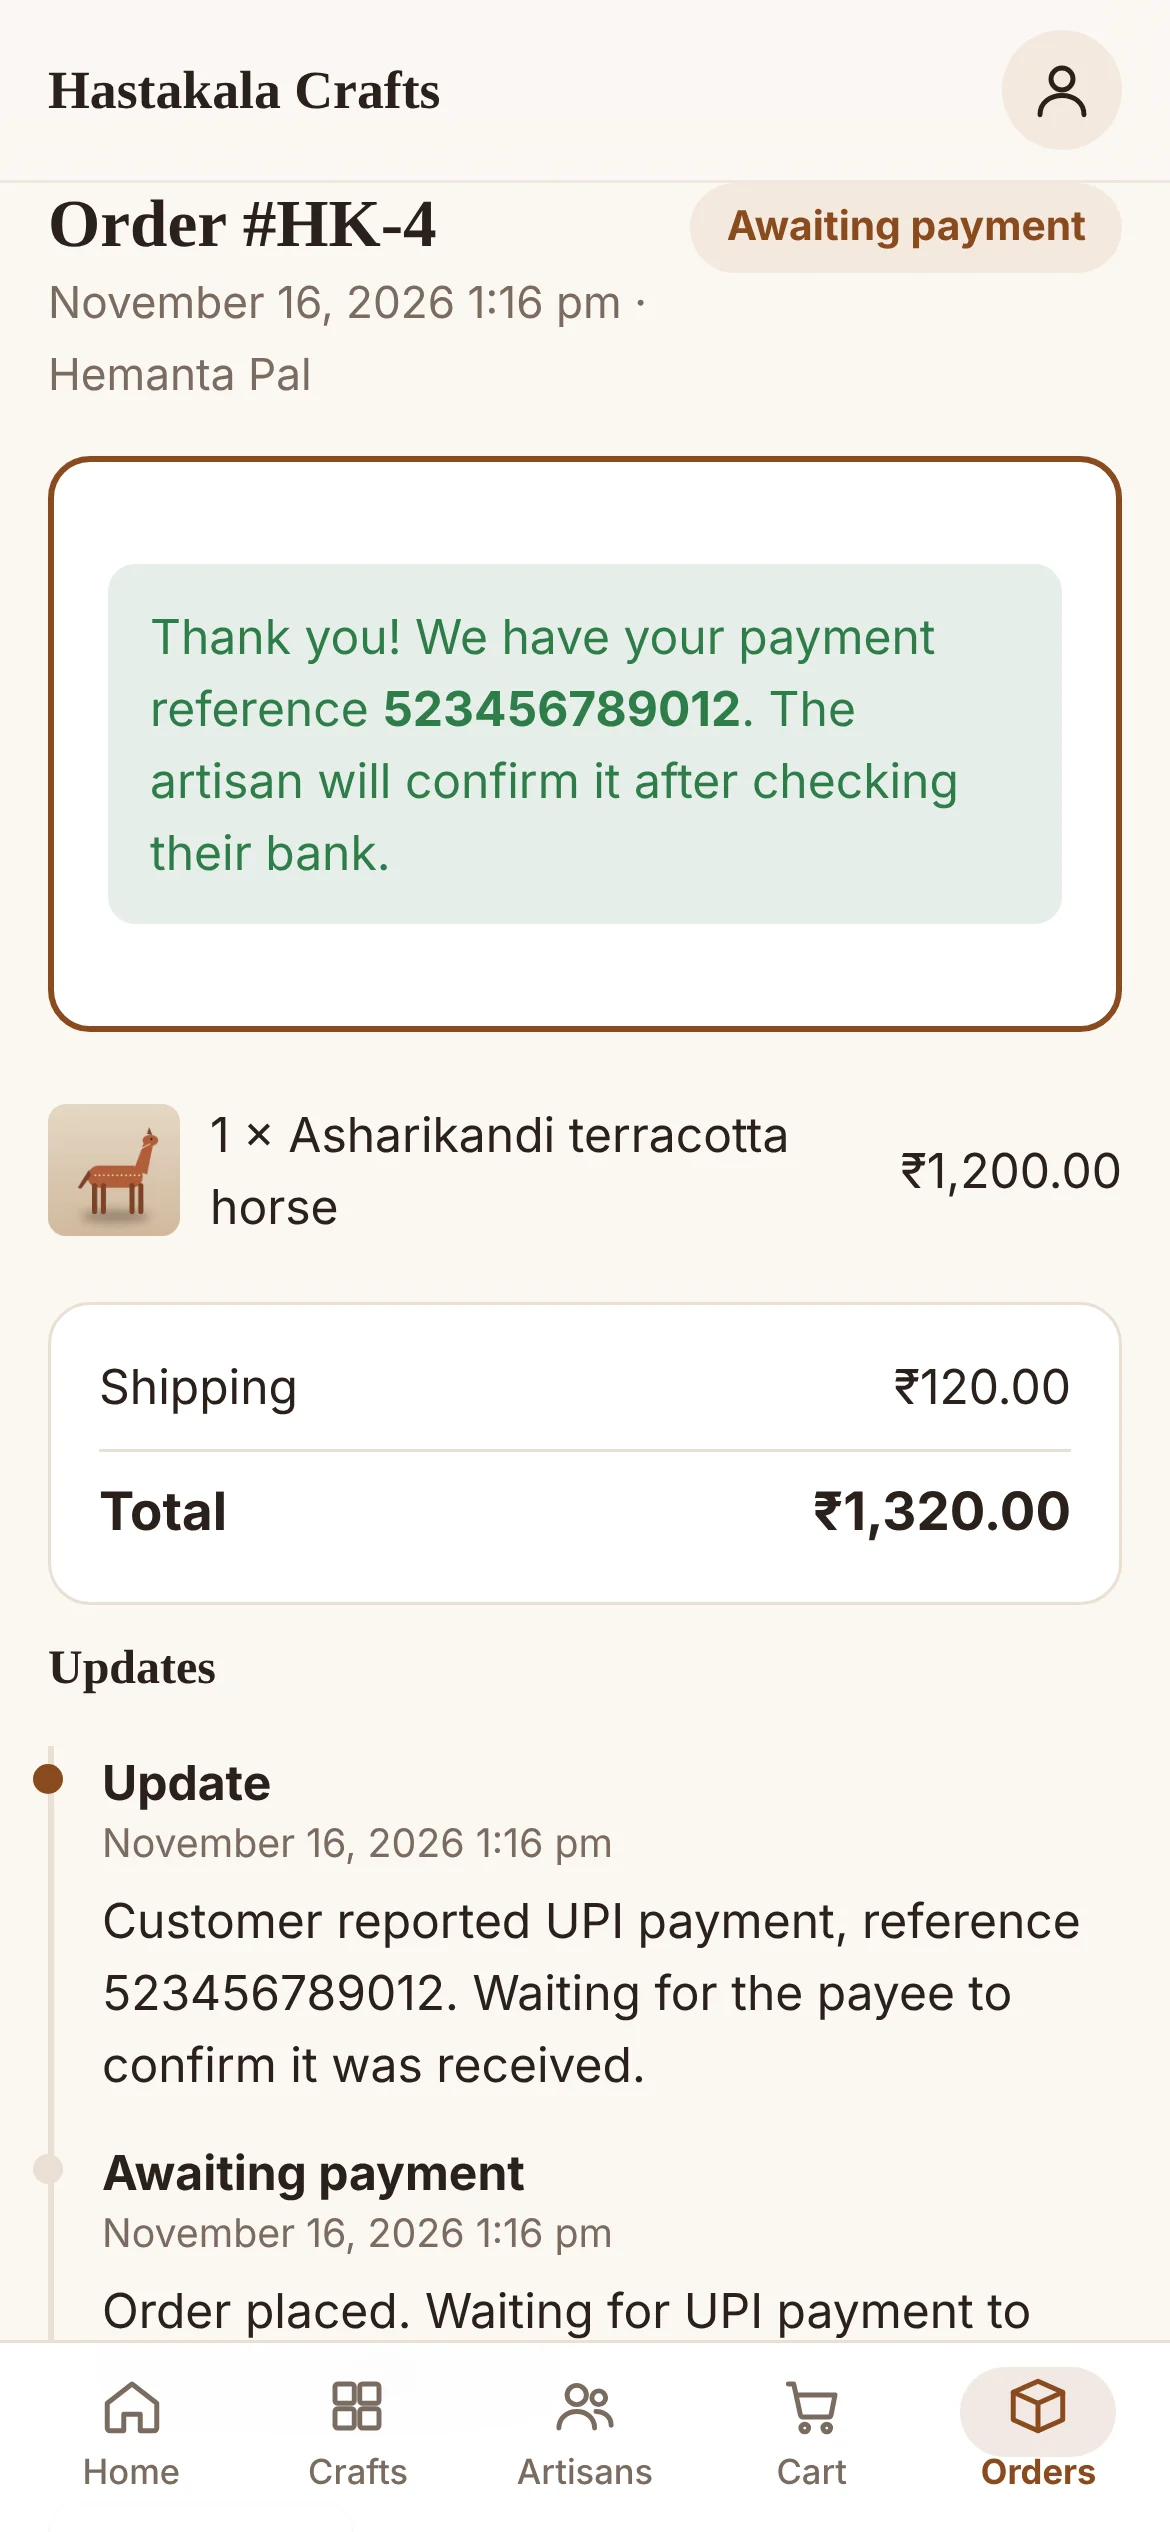 Hastakala Crafts
Order #HK-4
Awaiting payment
November 16, 2026 1:16 pm ·
Hemanta Pal
Thank you! We have your payment
reference 523456789012. The
artisan will confirm it after checking
their bank.
1 × Asharikandi terracotta
horse
₹1,200.00
Shipping
₹120.00
Total
₹1,320.00
Updates
Update
November 16, 2026 1:16 pm
Customer reported UPI payment, reference
523456789012. Waiting for the payee to
confirm it was received.
Awaiting payment
November 16, 2026 1:16 pm
Order placed. Waiting for UPI payment to
Home
Crafts
Artisans
Cart
Orders